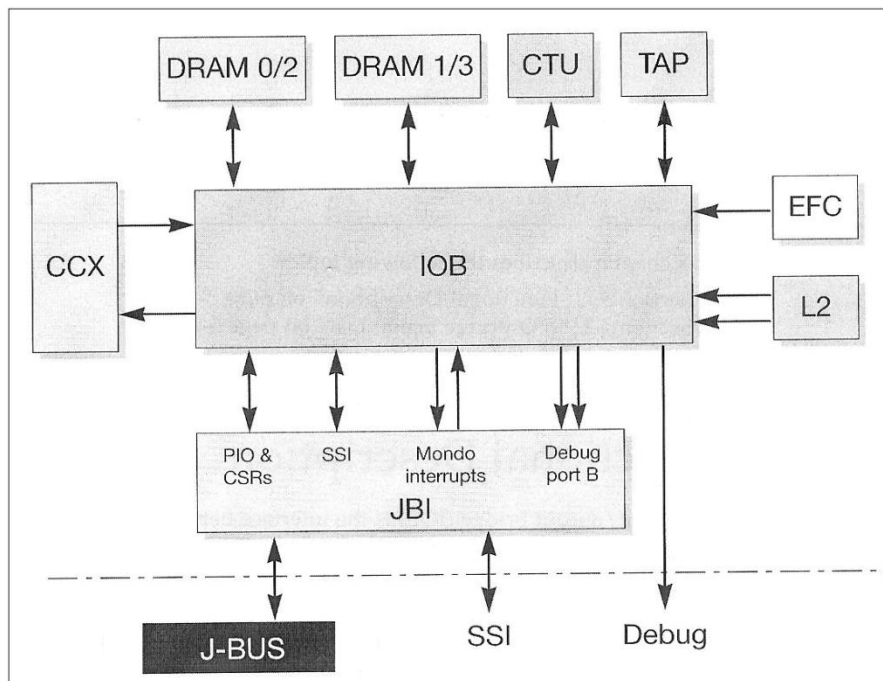 DRAM 0/2
DRAM 1/3
CTU
TAP
CCX
IOB
EFC
L2
PIO &
CSRs
SSI
Mondo
interrupts
Debug
port B
JBI
J-BUS
SSI
Debug